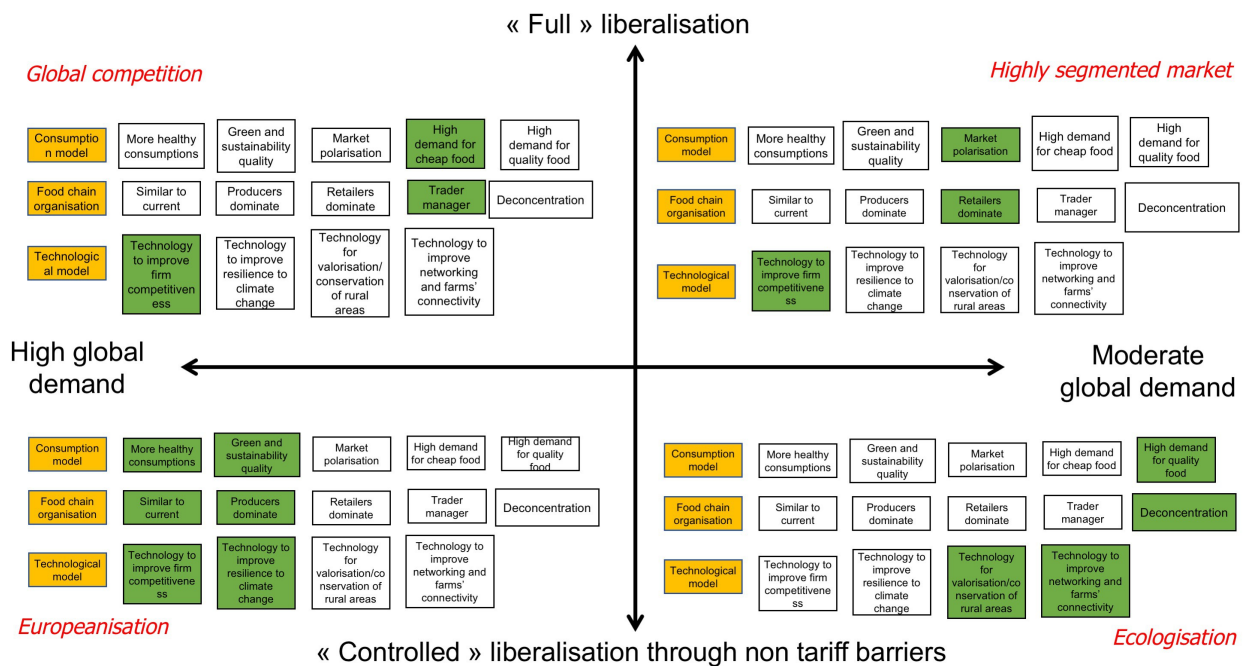 « Full » liberalisation
Global competition
Highly segmented market
Consumptio
n model
More healthy
consumptions
Green and
sustainability
quality
Market
polarisation
High
demand for
cheap food
High
demand for
quality food
Food chain
organisation
Similar to
current
Producers
dominate
Retailers
dominate
Trader
manager
Deconcentration
Technologic
al model
Technology
to improve
firm
competitiven
ess
Technology
to improve
resilience to
climate
change
Technology
for
valorisation/
conservation
of rural
areas
Technology to
improve
networking
and farms’
connectivity
Consumption
model
More healthy
consumptions
Green and
sustainability
quality
Market
polarisation
High demand
for cheap
food
High
demand for
quality food
Food chain
organisation
Similar to
current
Producers
dominate
Retailers
dominate
Trader
manager
Deconcentration
Technological
model
Technology
to improve firm
competitivene
ss
Technology to
improve
resilience to
climate
change
Technology
for
valorisation/co
nservation of
rural areas
Technology to
improve
networking and
farms’
connectivity
High global
demand
Moderate
global demand
Consumption
model
More healthy
consumptions
Green and
sustainability
quality
Market
polarisation
High demand
for cheap food
High demand
for quality
food
Food chain
organisation
Similar to
current
Producers
dominate
Retailers
dominate
Trader
manager
Deconcentration
Technological
model
Technology to
improve firm
competitivene
ss
Technology to
improve
resilience to
climate
change
Technology
for
valorisation/co
nservation of
rural areas
Technology to
improve
networking and
farms’
connectivity
Consumption
model
More healthy
consumptions
Green and
sustainability
quality
Market
polarisation
High demand
for cheap food
High demand
for quality
food
Food chain
organisation
Similar to
current
Producers
dominate
Retailers
dominate
Trader
manager
Deconcentration
Technological
model
Technology
to improve firm
competitivene
ss
Technology to
improve
resilience to
climate
change
Technology
for
valorisation/co
nservation of
rural areas
Technology to
improve
networking and
farms’
connectivity
Europeanisation
Ecologisation
« Controlled » liberalisation through non tariff barriers